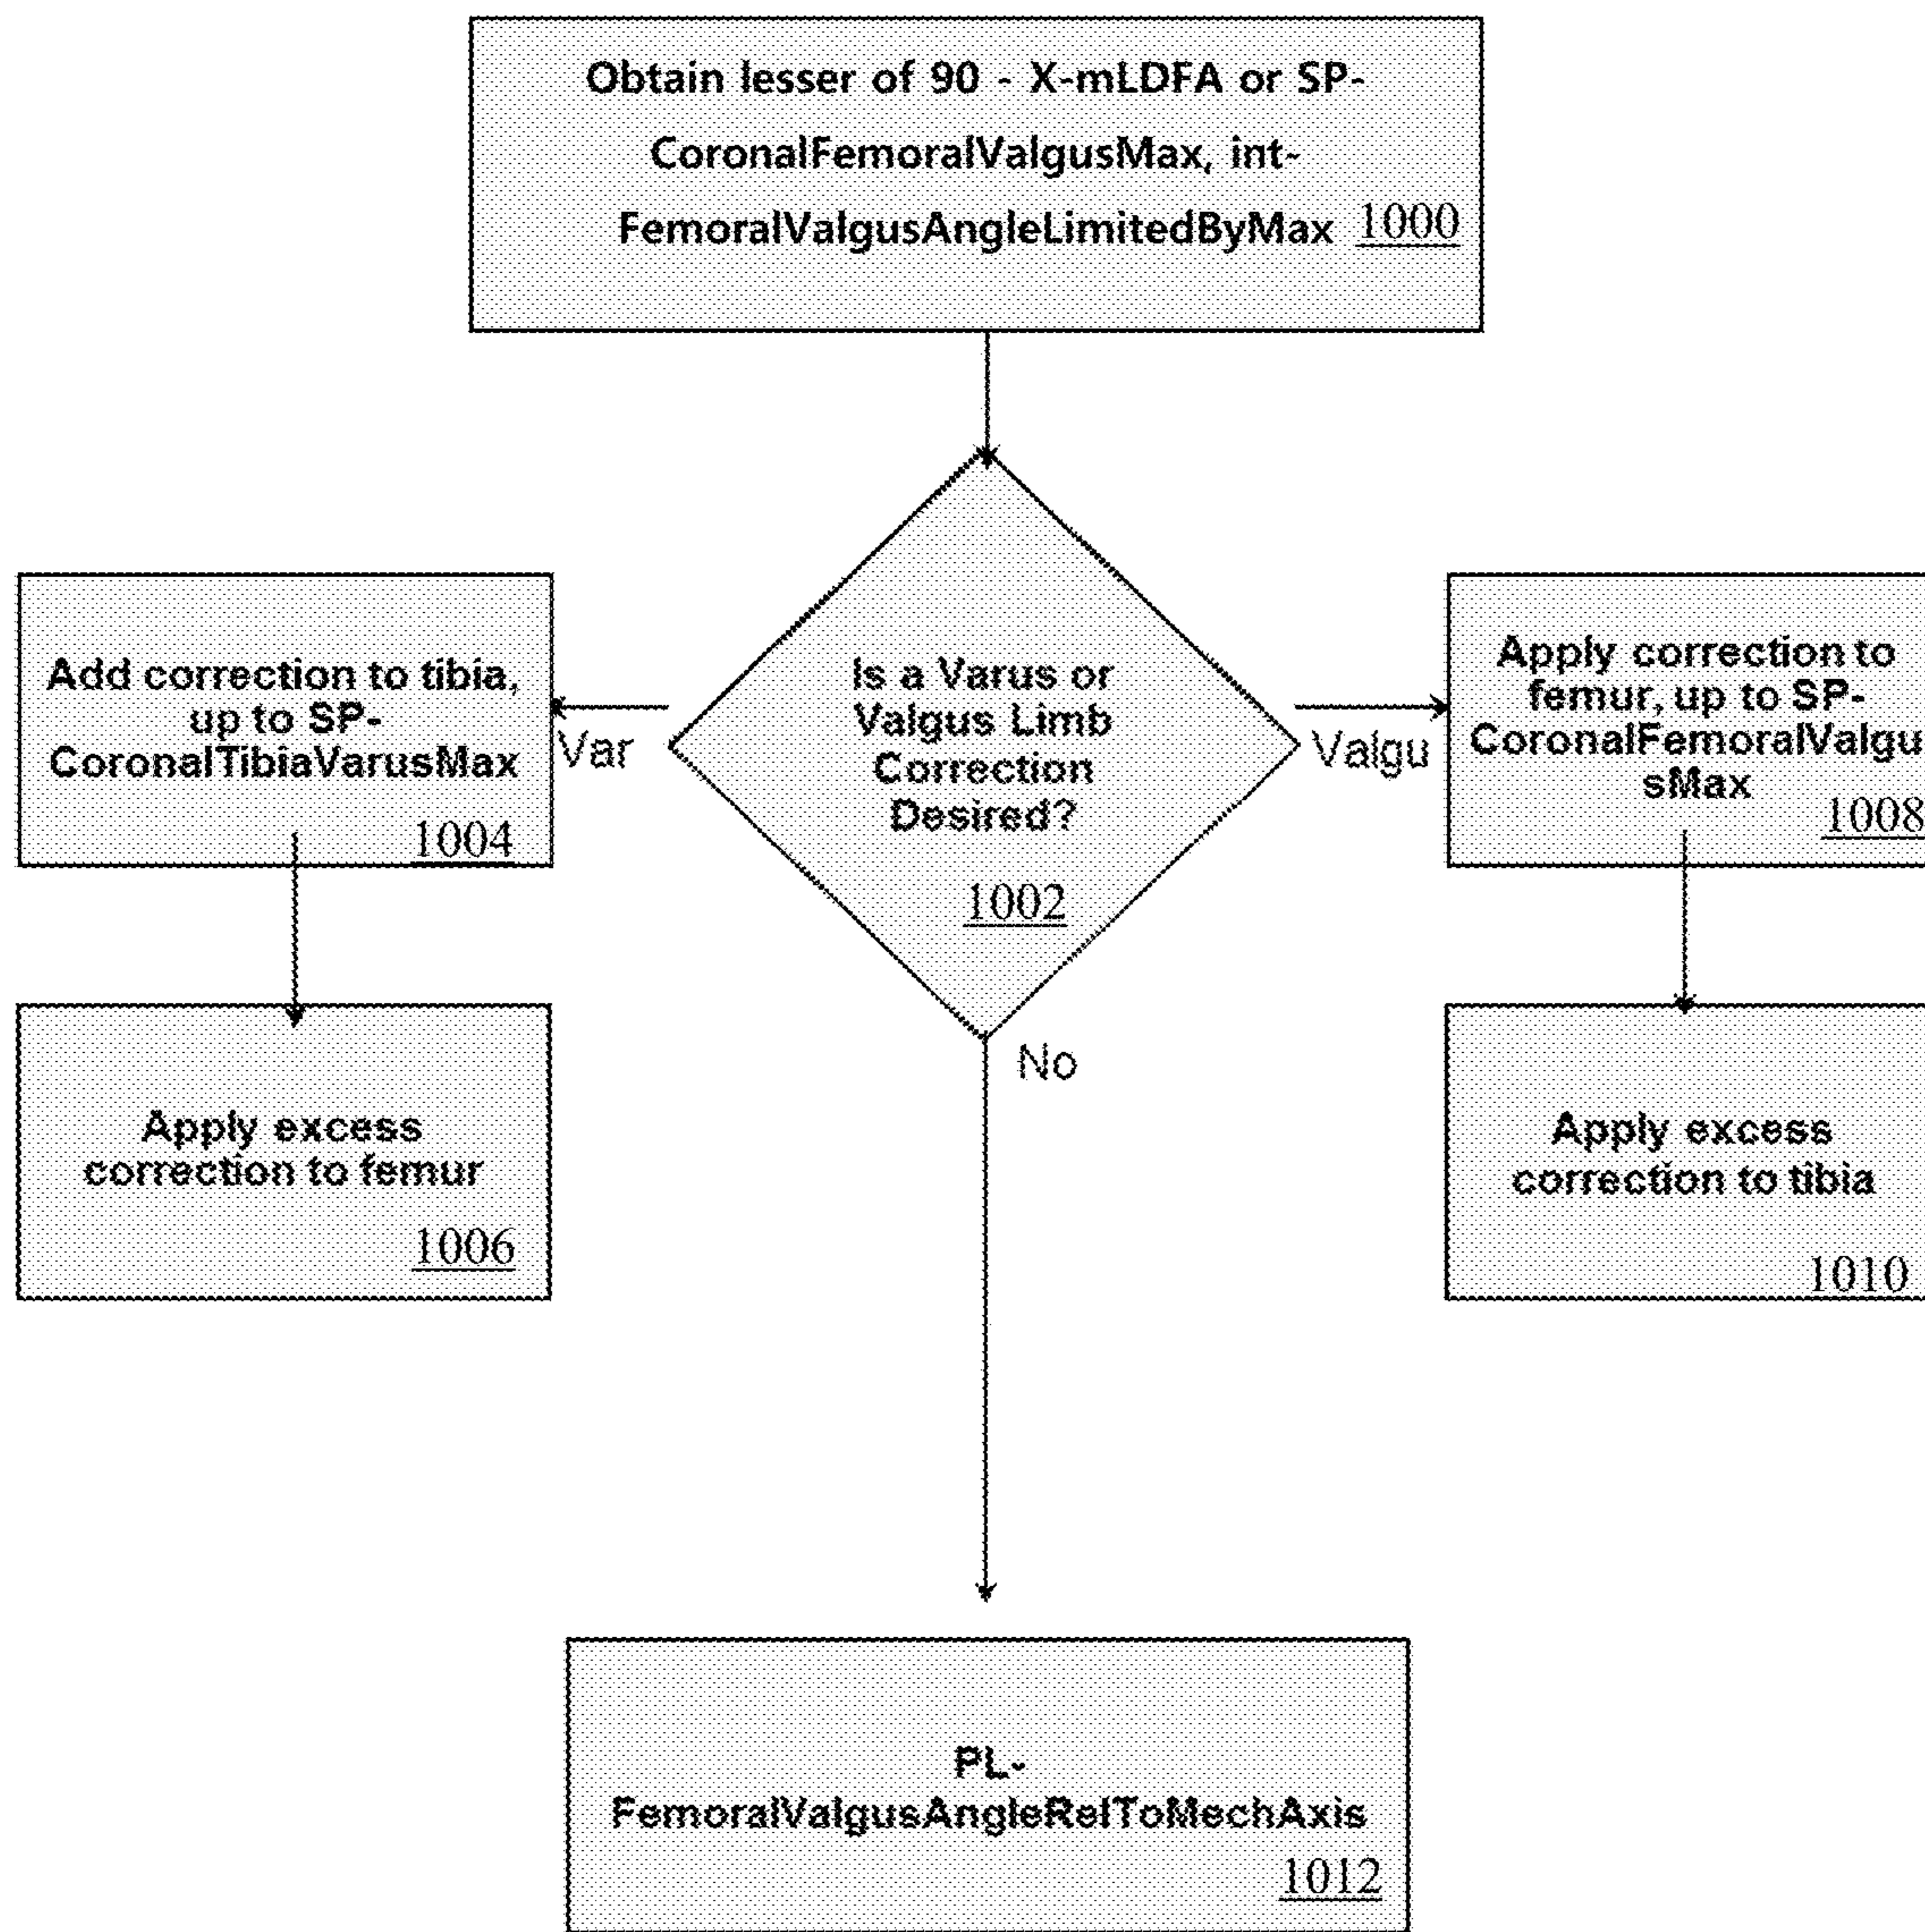 Obtain lesser of 90 - X-mLDFA or SP-
CoronalFemoralValgusMax, int-
FemoralValgusAngleLimitedByMax 1000
Is a Varus or
Valgus Limb
Correction
Desired?
1002
Var
Add correction to tibia,
up to SP-
CoronalTibiaVarusMax
1004
Apply excess
correction to femur
1006
Valgu
Apply correction to
femur, up to SP-
CoronalFemoralValgu
sMax
1008
Apply excess
correction to tibia
1010
No
PL-
FemoralValgusAngleRelToMechAxis
1012